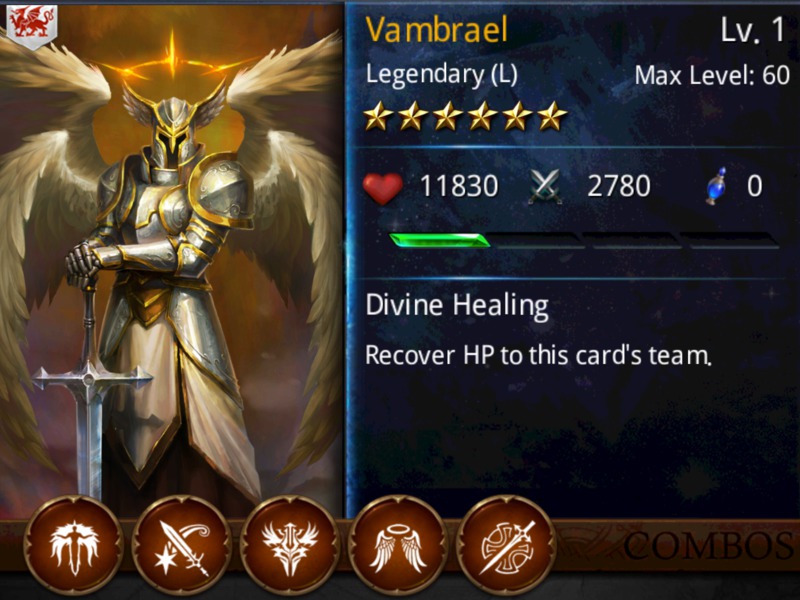 Vambrael
Lv. 1
Legendary (L)
Max Level: 60
11830
2780
0
Divine Healing
Recover HP to this card's team.
COMBOS